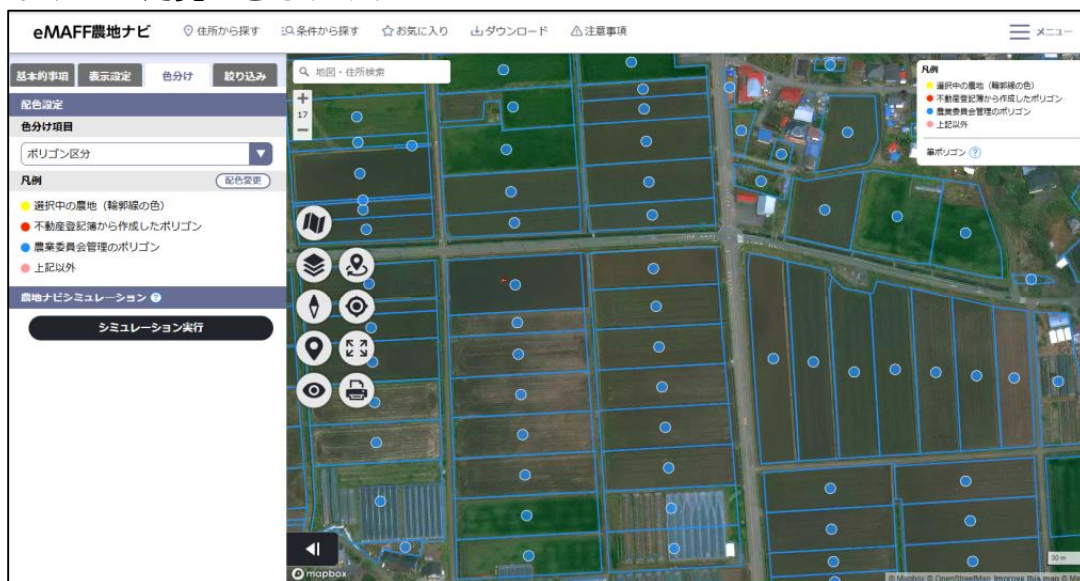 eMAFF農地ナビ
住所から探す
条件から探す
お気に入り
ダウンロード
注意事項
メニュー
基本的事項
表示設定
色分け
絞り込み
配色設定
色分け項目
ポリゴン区分
凡例
配色変更
選択中の農地（輪郭線の色）
不動産登記簿から作成したポリゴン
農業委員会管理のポリゴン
上記以外
農地ナビシミュレーション ?
シミュレーション実行
地図・住所検索
+
17
−
凡例
選択中の農地（輪郭線の色）
不動産登記簿から作成したポリゴン
農業委員会管理のポリゴン
上記以外
筆ポリゴン ?
30 m
mapbox
© Mapbox © OpenStreetMap Improve this map